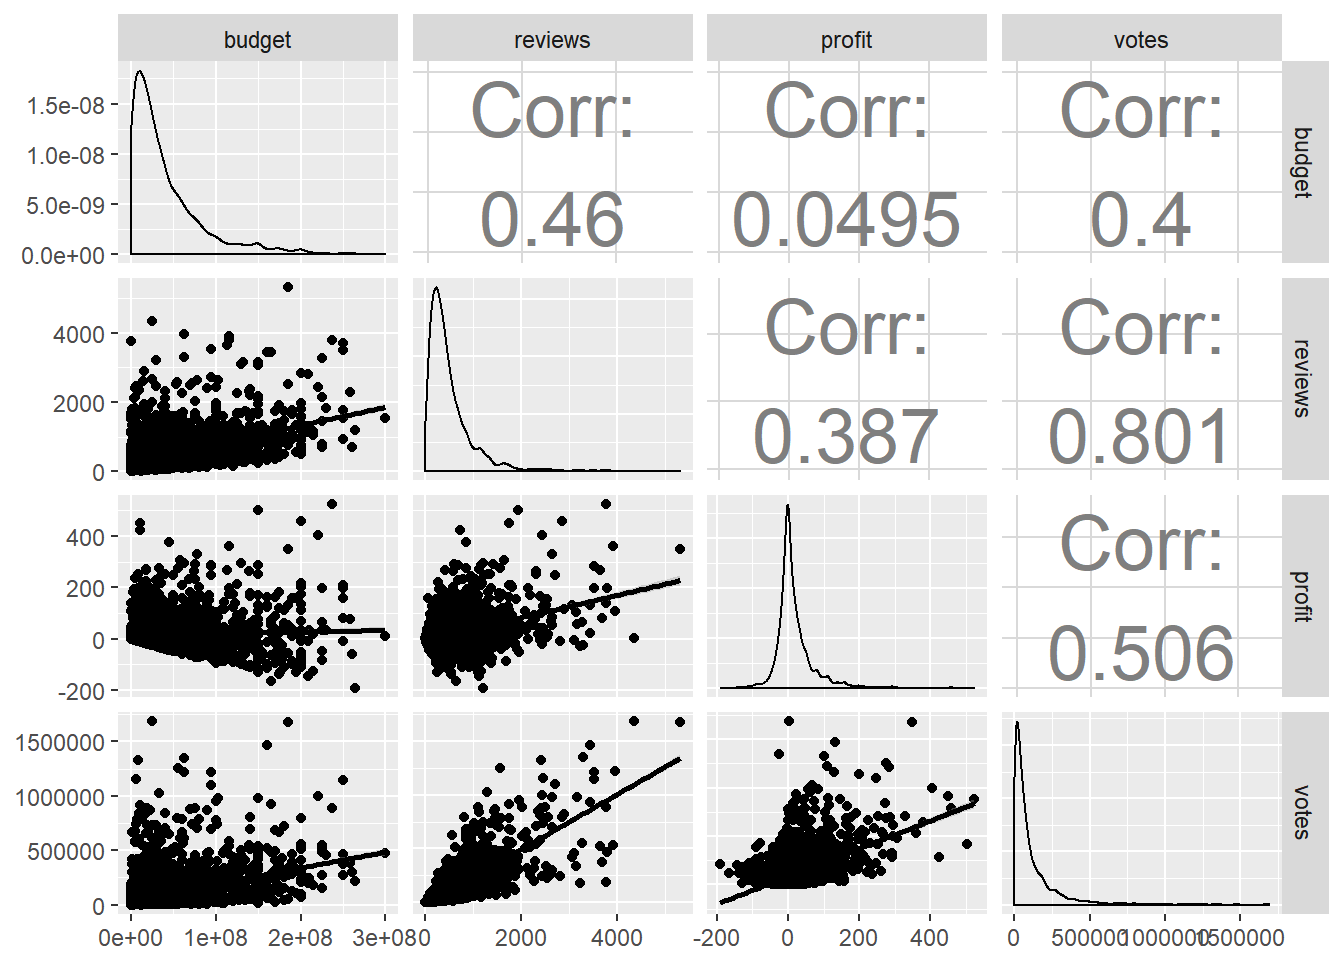 budget reviews profit votes
1.5e-08
1.0e-08
5.0e-09
0.0e+00
Corr:
0.46
Corr:
0.0495
Corr:
0.4
budget
4000
2000
0
Corr:
0.387
Corr:
0.801
reviews
400
200
0
-200
Corr:
0.506
profit
1500000
1000000
500000
0
votes
0e+00 1e+08 2e+08 3e+08
0 2000 4000
-200 0 200 400
0 500000 1000000 1500000